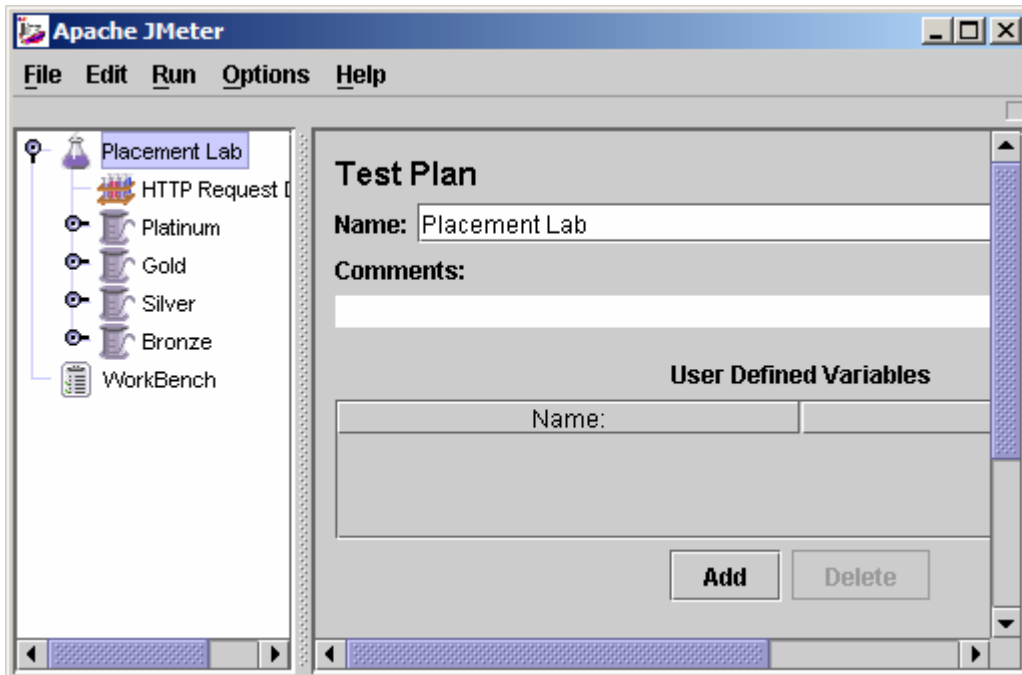 Apache JMeter
File Edit Run Options Help
Placement Lab
HTTP Request
Platinum
Gold
Silver
Bronze
WorkBench
Test Plan
Name: Placement Lab
Comments:
User Defined Variables
Name:
Add Delete